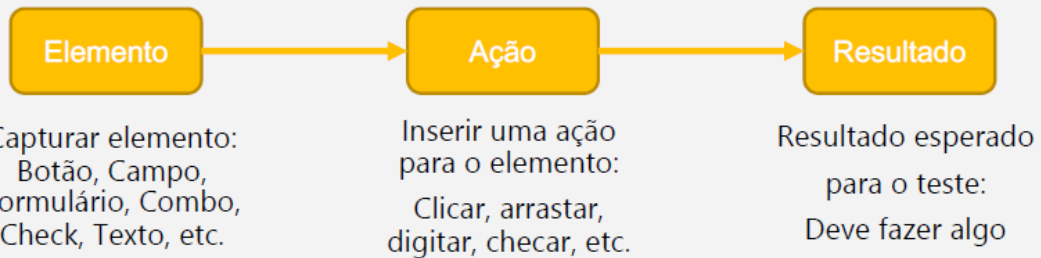 Elemento
Ação
Resultado
Capturar elemento:
Botão, Campo,
ormulário, Combo,
Check, Texto, etc.
Inserir uma ação
para o elemento:
Clicar, arrastar,
digitar, checar, etc.
Resultado esperado
para o teste:
Deve fazer algo